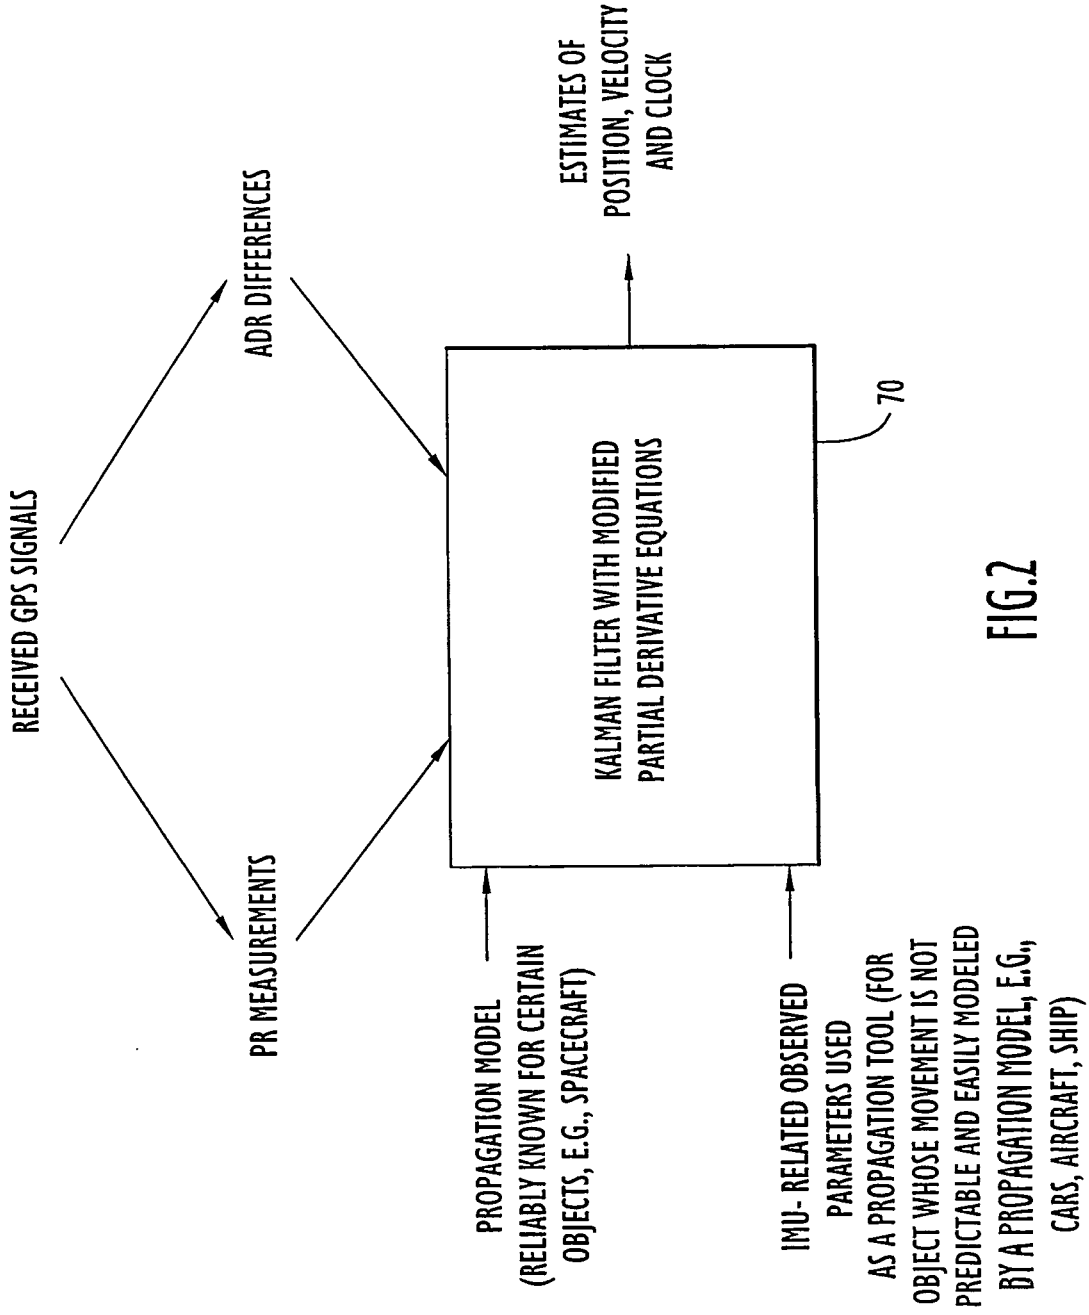 RECEIVED GPS SIGNALS
PR MEASUREMENTS
ADR DIFFERENCES
PROPAGATION MODEL
(RELIABLY KNOWN FOR CERTAIN
OBJECTS, E.G., SPACECRAFT)
KALMAN FILTER WITH MODIFIED
PARTIAL DERIVATIVE EQUATIONS
ESTIMATES OF
POSITION, VELOCITY
AND CLOCK
IMU- RELATED OBSERVED
PARAMETERS USED
AS A PROPAGATION TOOL (FOR
OBJECT WHOSE MOVEMENT IS NOT
PREDICTABLE AND EASILY MODELED
BY A PROPAGATION MODEL, E.G.,
CARS, AIRCRAFT, SHIP)
70
FIG.2